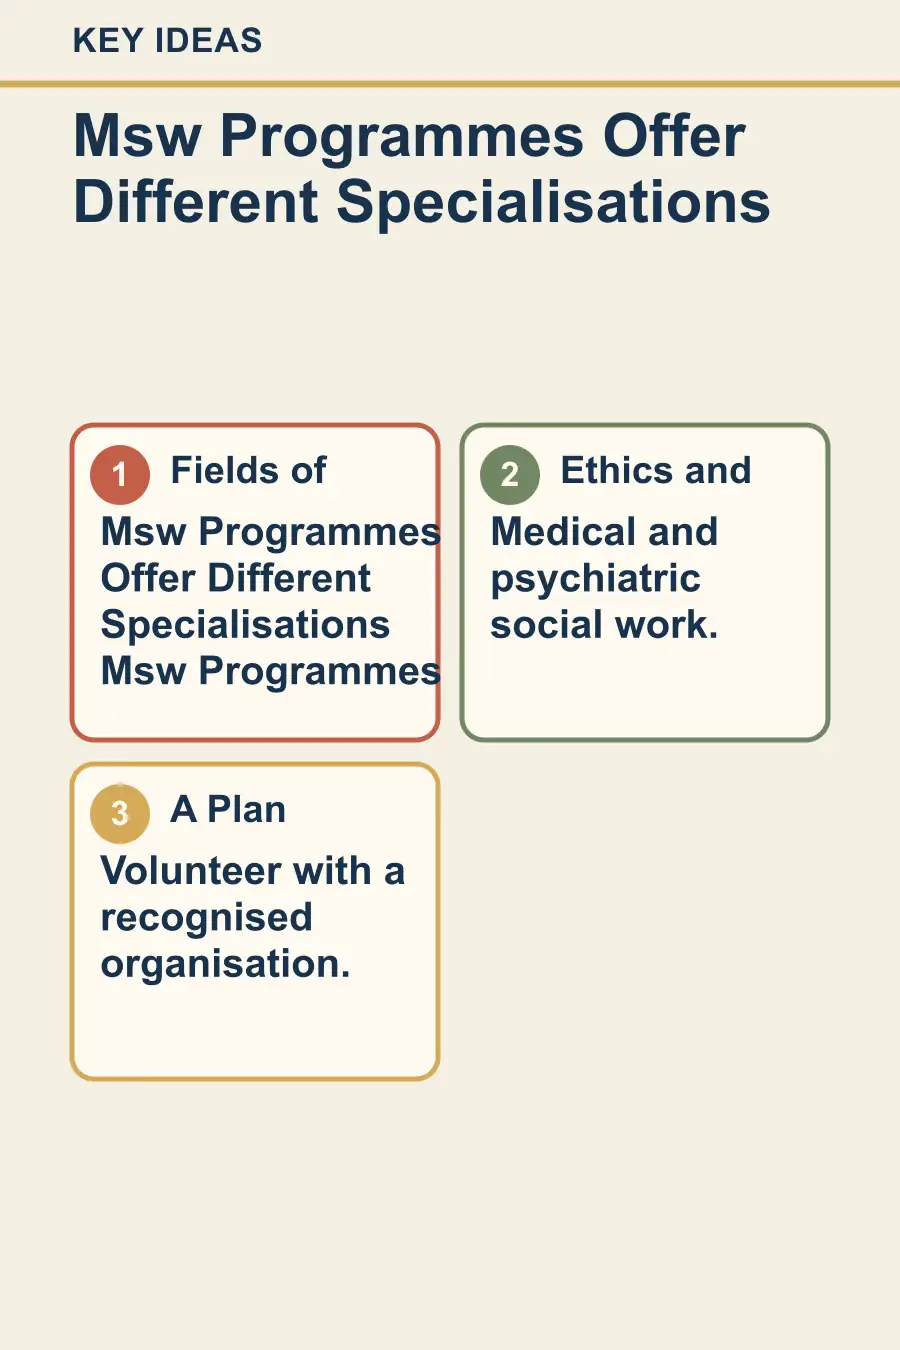 KEY IDEAS
Msw Programmes Offer
Different Specialisations
1 Fields of
Msw Programmes
Offer Different
Specialisations
Msw Programmes
2 Ethics and
Medical and
psychiatric
social work.
3 A Plan
Volunteer with a
recognised
organisation.